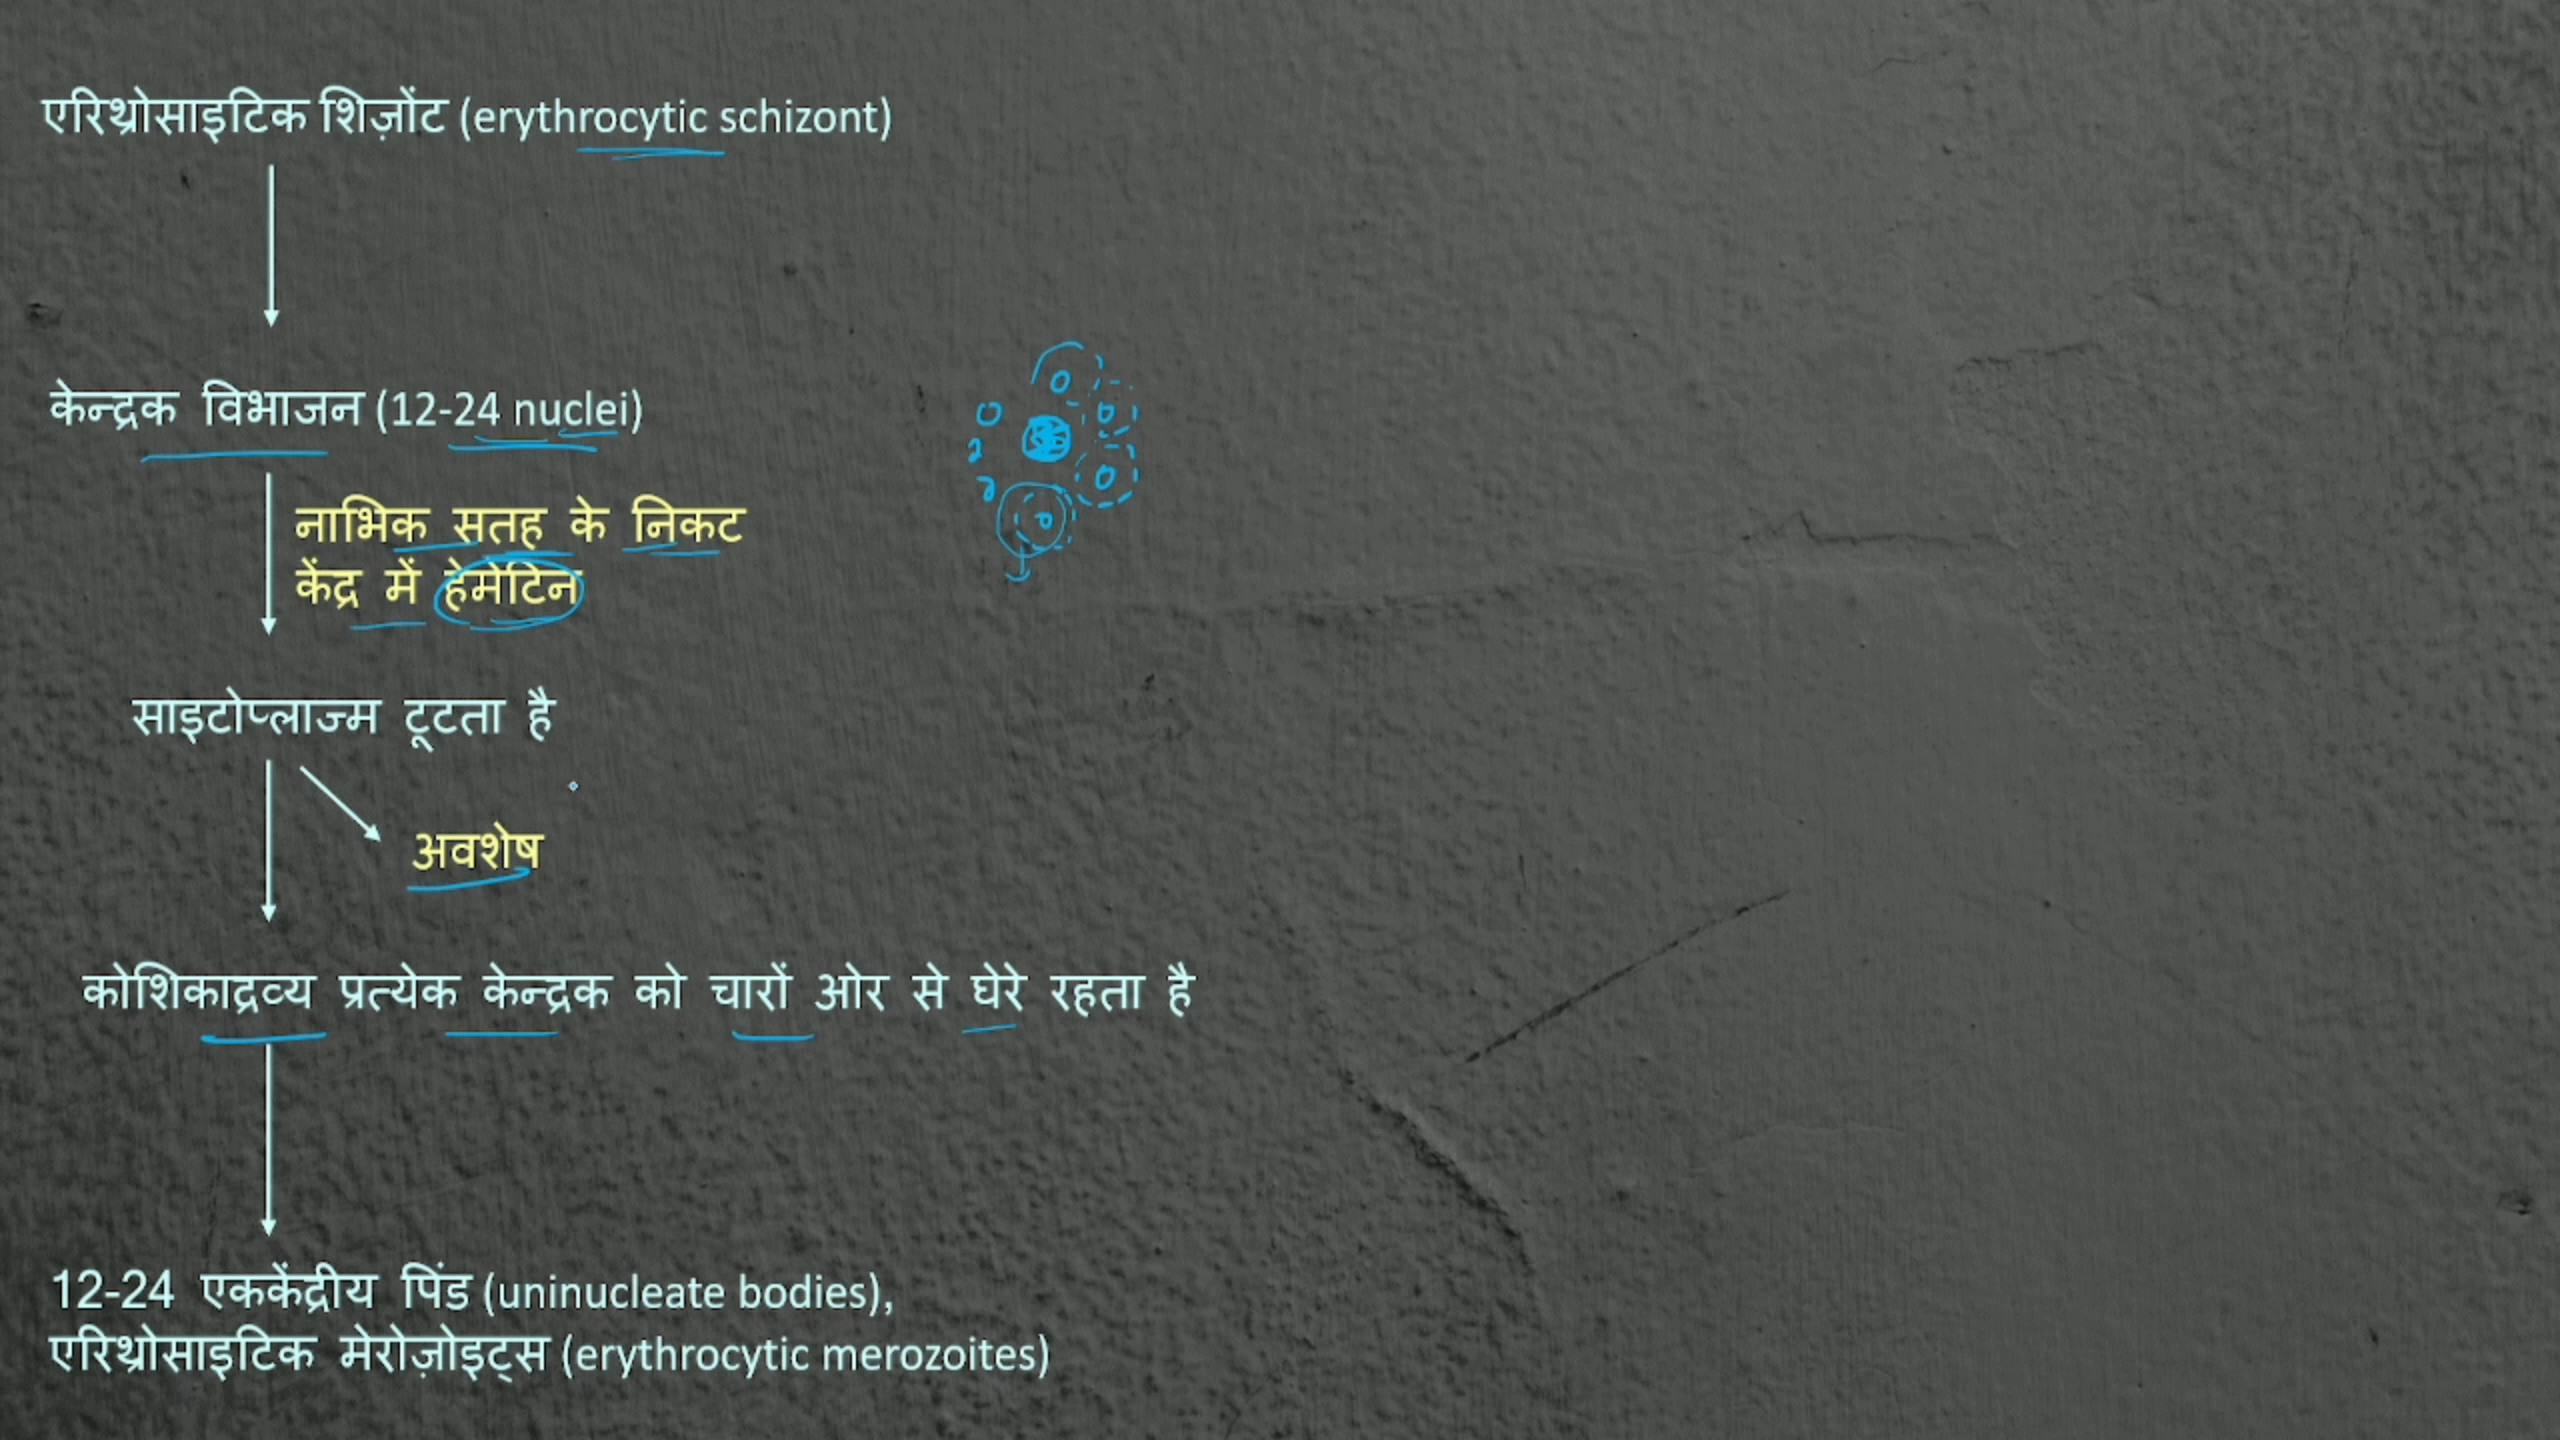 एरिथ्रोसाइटिक शिज़ोंट (erythrocytic schizont)
केन्द्रक विभाजन (12-24 nuclei)
नाभिक सतह के निकट
केंद्र में हेमेटिन
साइटोप्लाज्म टूटता है
अवशेष
कोशिकाद्रव्य प्रत्येक केन्द्रक को चारों ओर से घेरे रहता है
12-24 एककेंद्रीय पिंड (uninucleate bodies),
एरिथ्रोसाइटिक मेरोज़ोइट्स (erythrocytic merozoites)